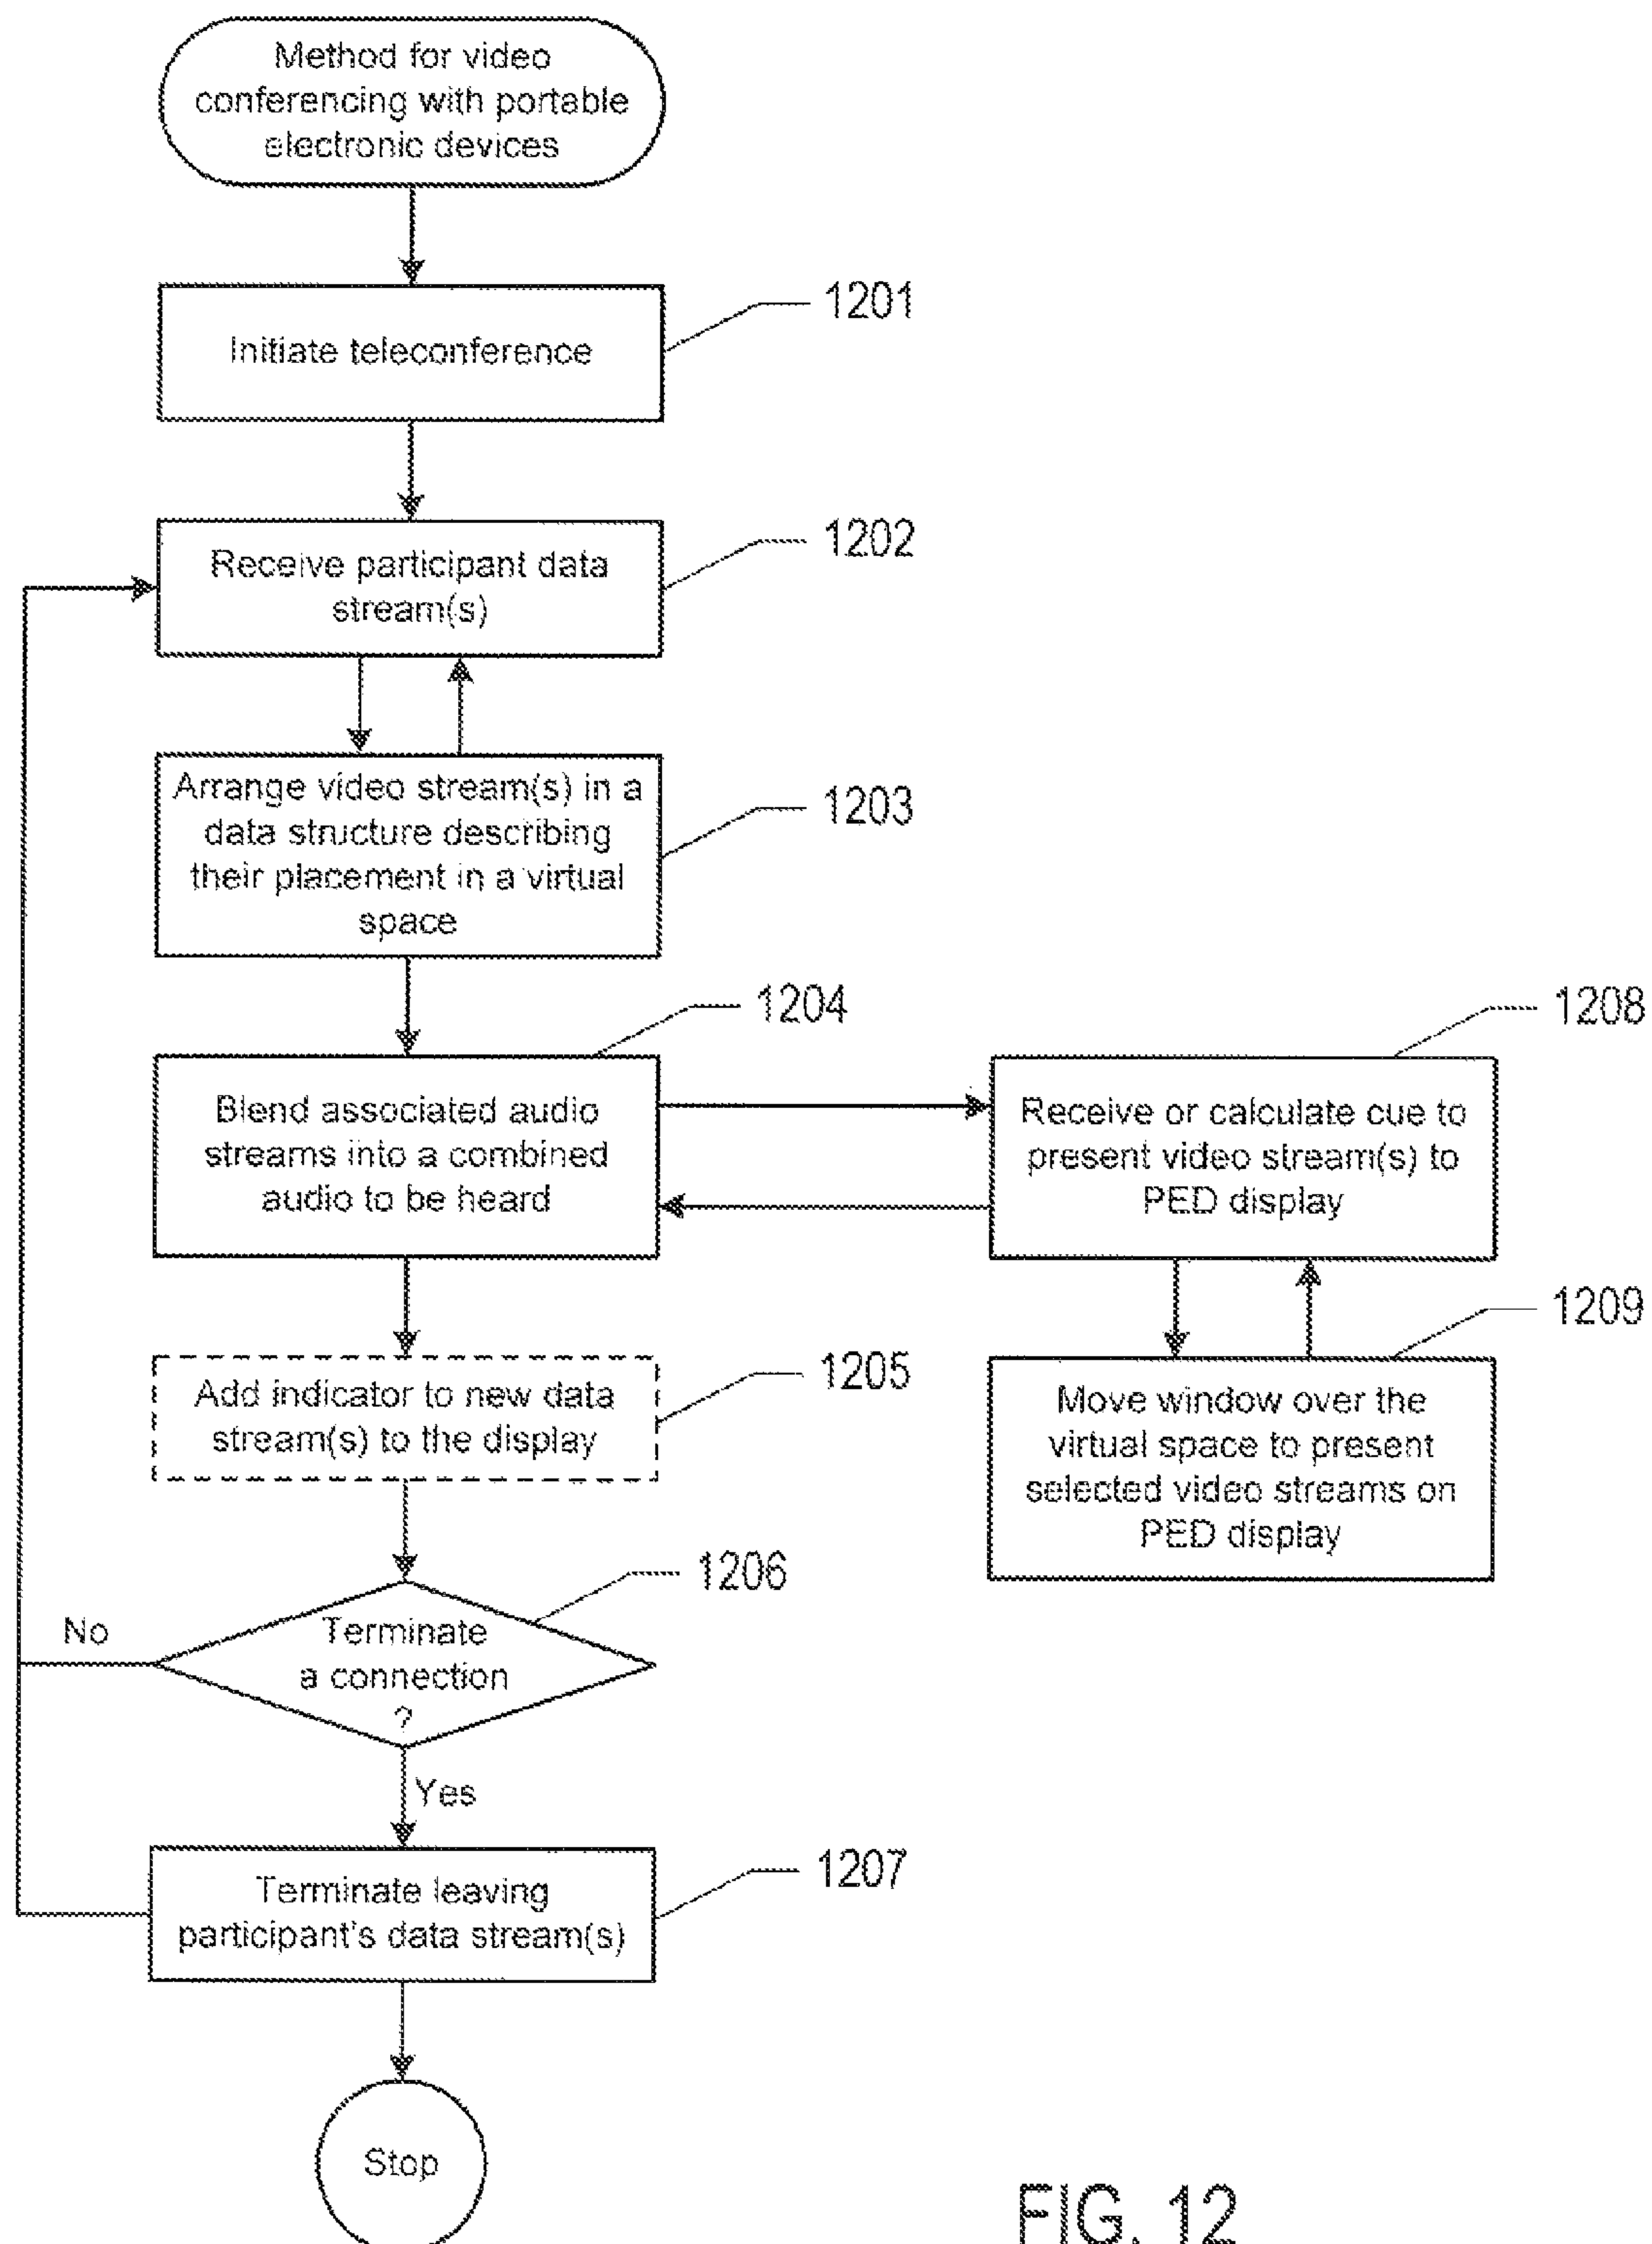 Method for video
conferencing with portable
electronic devices
1201
Initiate teleconference
1202
Receive participant data
stream(s)
1203
Arrange video stream(s) in a
data structure describing
their placement in a virtual
space
1204
Blend associated audio
streams into a combined
audio to be heard
1208
Receive or calculate cue to
present video stream(s) to
PED display
1205
Add indicator to new data
stream(s) to the display
1209
Move window over the
virtual space to present
selected video streams on
PED display
1206
Terminate
a connection
?
No
Yes
1207
Terminate leaving
participant's data stream(s)
Stop
FIG. 12